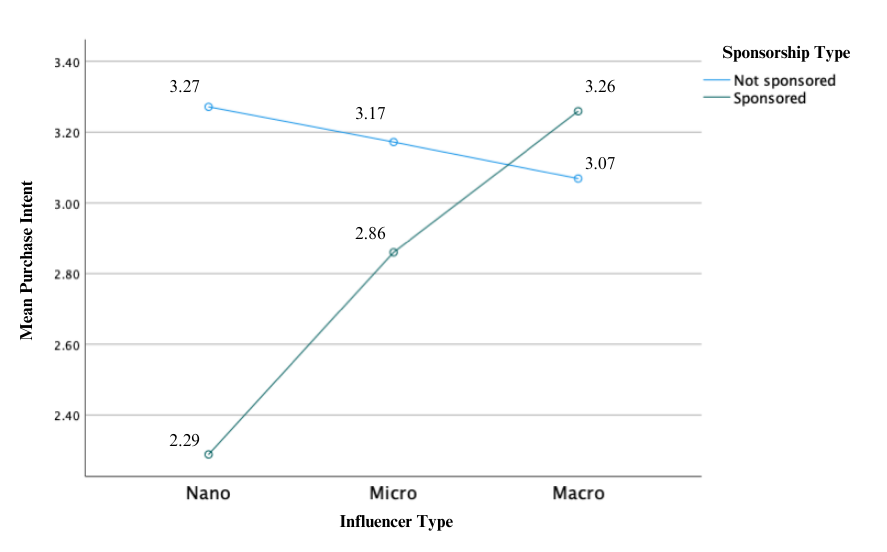 Sponsorship Type
Not sponsored
Sponsored
Mean Purchase Intent
3.40
3.20
3.00
2.80
2.60
2.40
3.27
3.17
3.26
3.07
2.86
2.29
Nano Micro Macro
Influencer Type